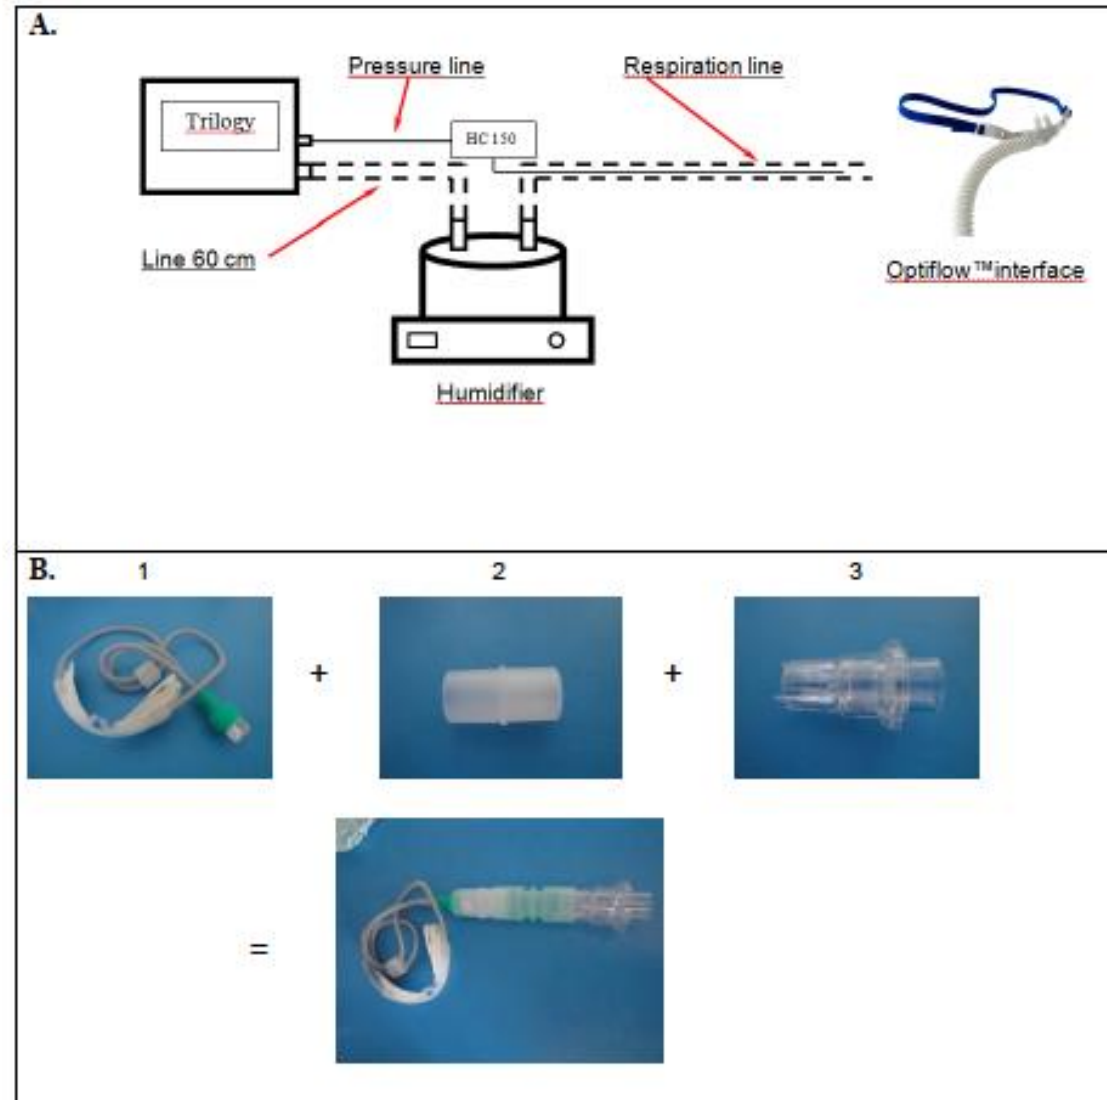 A.
Pressure line
Respiration line
Trilogy
HC 150
Line 60 cm
Optiflow™interface
Humidifier
B.
1
2
3
+
+
=